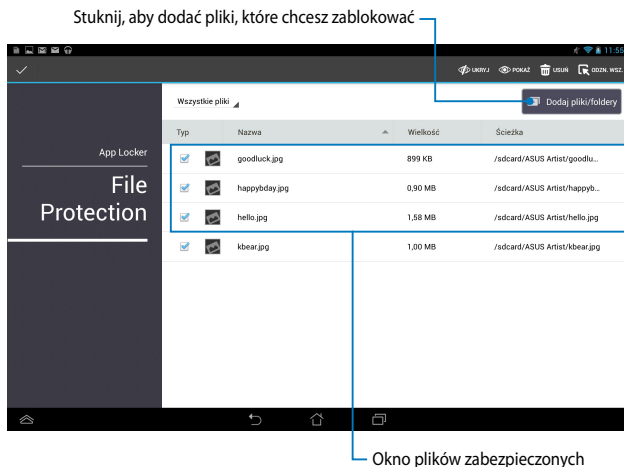 Stuknij, aby dodać pliki, które chcesz zablokować
11:55
UKRYJ POKAŻ USUŃ ODZN. WSZ.
Wszystkie pliki Dodaj pliki/foldery
Typ Nazwa Wielkość Ścieżka
App Locker
File
Protection
goodluck.jpg 899 KB /sdcard/ASUS Artist/goodlu...
happybday.jpg 0,90 MB /sdcard/ASUS Artist/happyb...
hello.jpg 1,58 MB /sdcard/ASUS Artist/hello.jpg
kbear.jpg 1,00 MB /sdcard/ASUS Artist/kbear.jpg
Okno plików zabezpieczonych